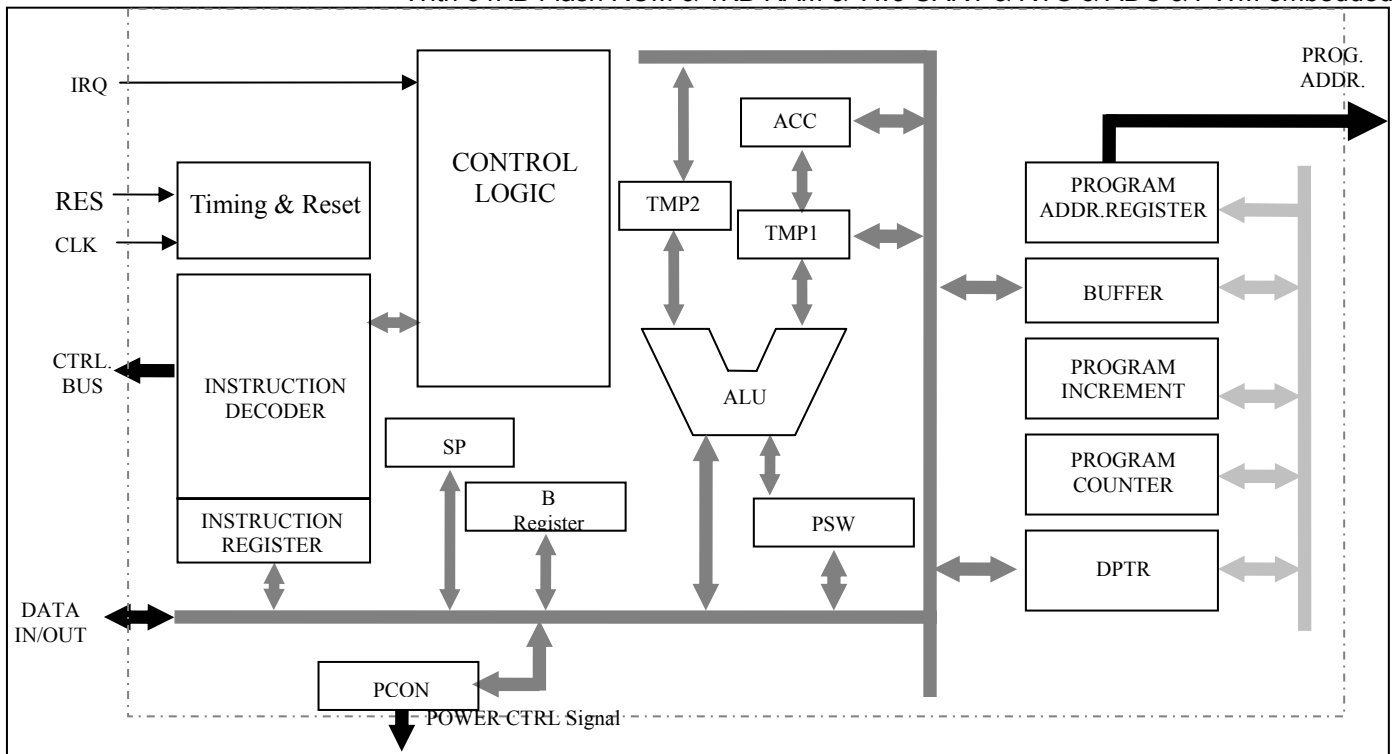 IRQ
RES
CLK
CTRL.
BUS
DATA
IN/OUT
Timing & Reset
INSTRUCTION
DECODER
INSTRUCTION
REGISTER
CONTROL
LOGIC
SP
B
Register
PCON
POWER CTRL Signal
ACC
TMP2
TMP1
ALU
PSW
PROG.
ADDR.
PROGRAM
ADDR.REGISTER
BUFFER
PROGRAM
INCREMENT
PROGRAM
COUNTER
DPTR